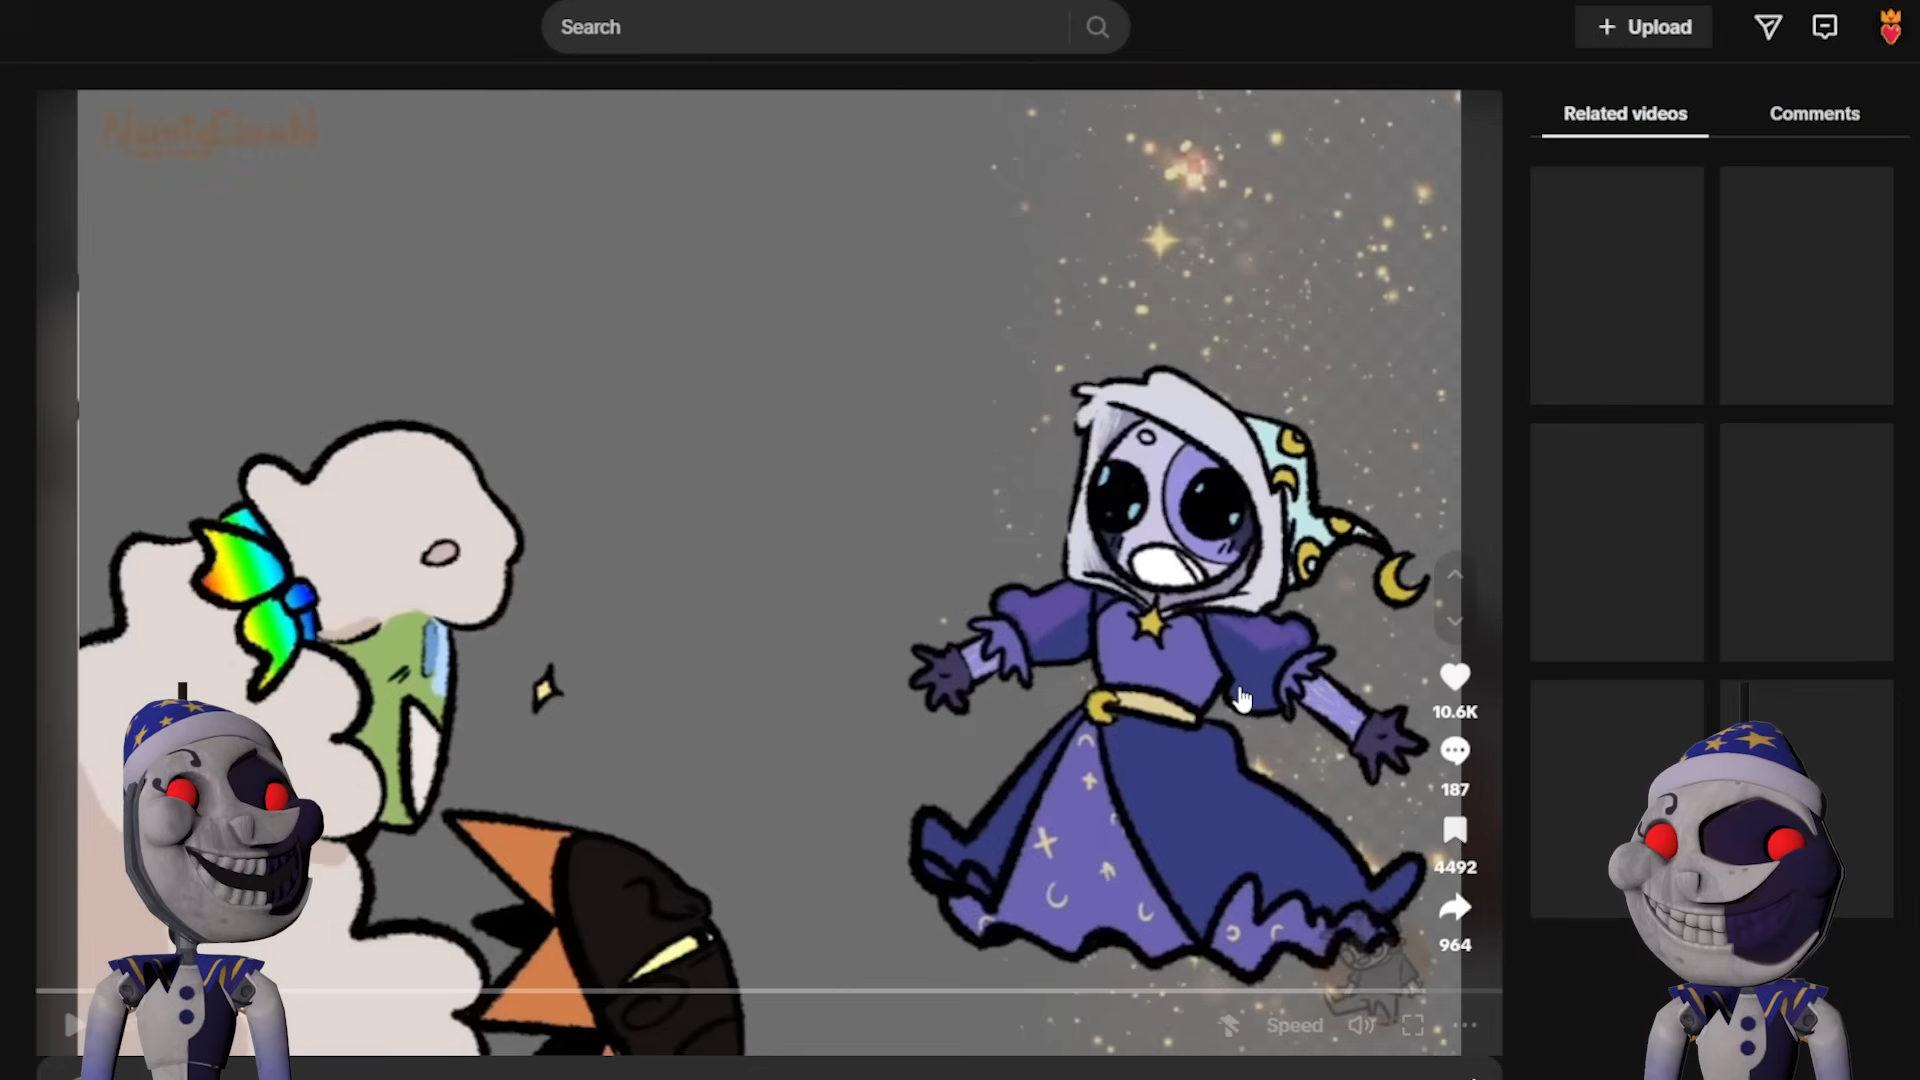 Search
+ Upload
Related videos
Comments
10.6K
187
4492
964
Speed